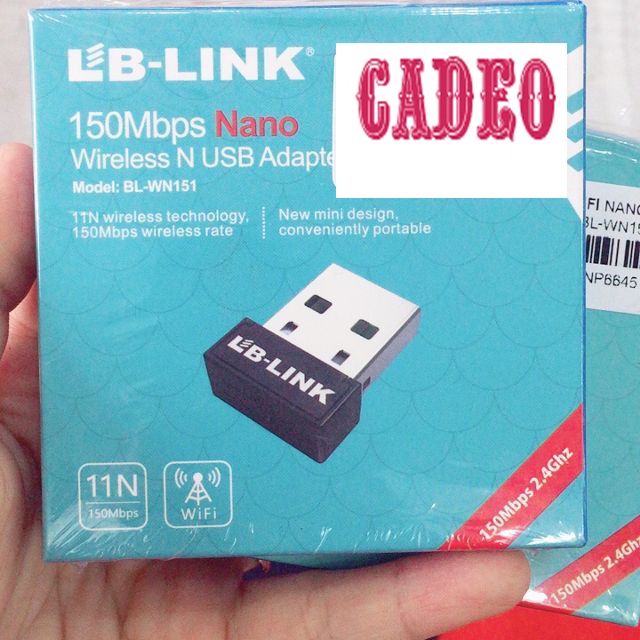 LB-LINK®
CADEO
150Mbps Nano
Wireless N USB Adapte
Model: BL-WN151
11N wireless technology,
150Mbps wireless rate
New mini design,
conveniently portable
LB-LINK
11N
150Mbps
WiFi
150Mbps 2.4Ghz
FI NANO
BL-WN15
NP6645
150Mbps 2.4Ghz